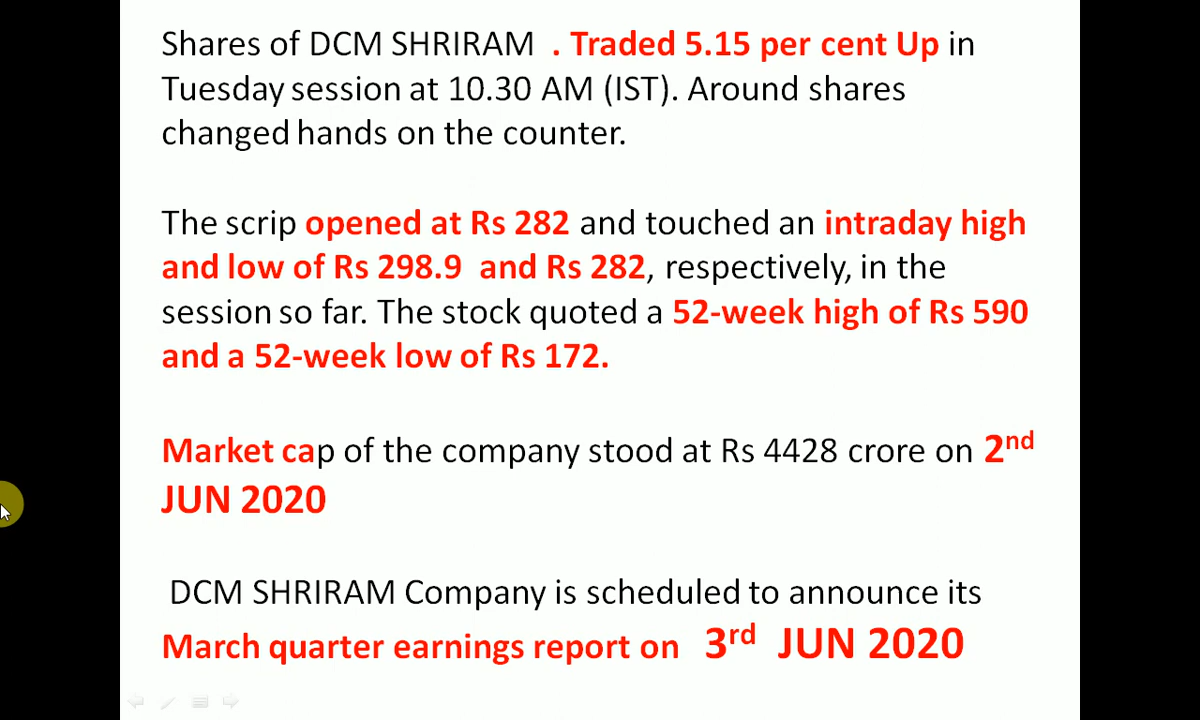 Shares of DCM SHRIRAM . Traded 5.15 per cent Up in
Tuesday session at 10.30 AM (IST). Around shares
changed hands on the counter.
The scrip opened at Rs 282 and touched an intraday high
and low of Rs 298.9 and Rs 282, respectively, in the
session so far. The stock quoted a 52-week high of Rs 590
and a 52-week low of Rs 172.
Market cap of the company stood at Rs 4428 crore on 2nd
JUN 2020
DCM SHRIRAM Company is scheduled to announce its
March quarter earnings report on 3rd JUN 2020